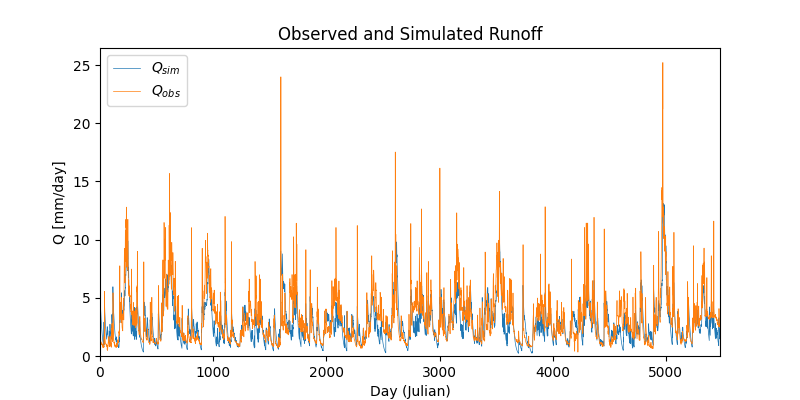 Observed and Simulated Runoff
Q_sim
Q_obs
25
20
15
10
5
0
Q [mm/day]
0 1000 2000 3000 4000 5000
Day (Julian)